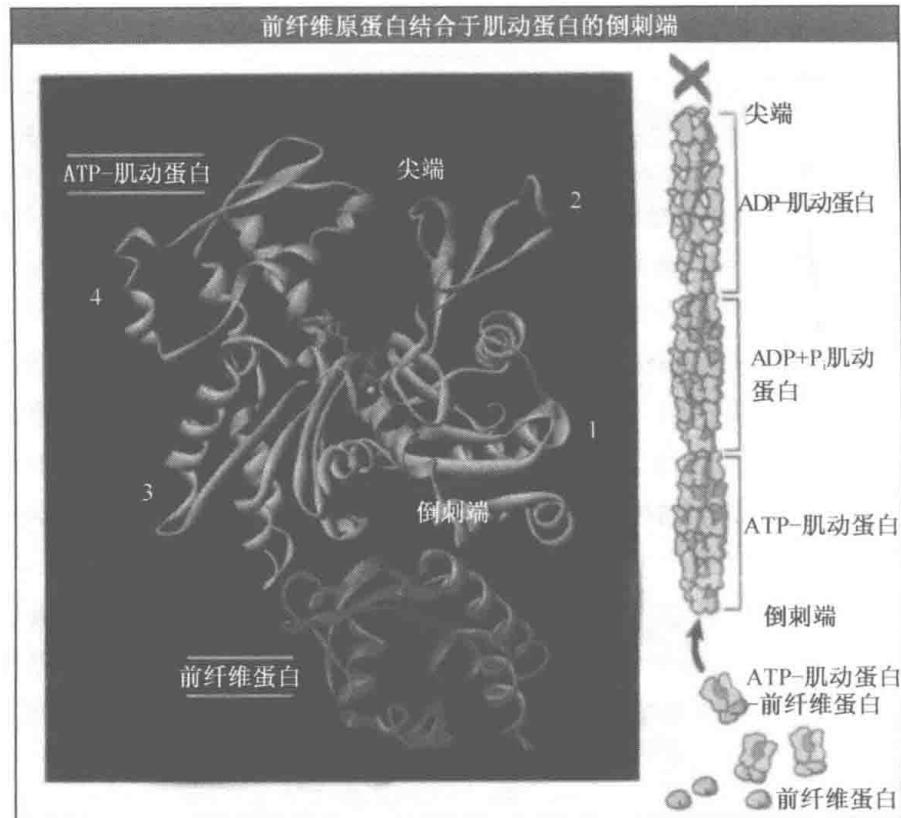 前纤维原蛋白结合于肌动蛋白的倒刺端
ATP-肌动蛋白
尖端
2
4
1
3
倒刺端
前纤维蛋白
尖端
ADP-肌动蛋白
ADP+Pi肌动
蛋白
ATP-肌动蛋白
倒刺端
ATP-肌动蛋白
-前纤维蛋白
前纤维蛋白